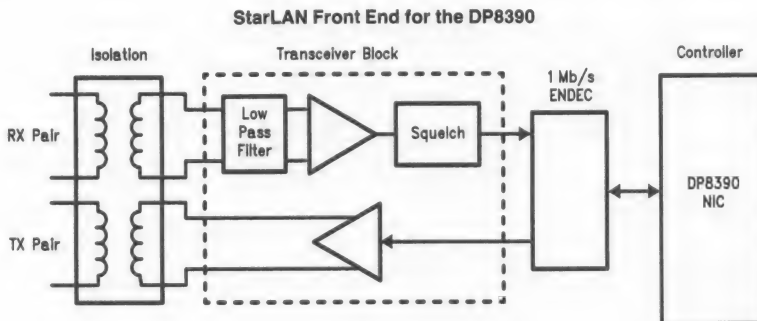 StarLAN Front End for the DP8390
Isolation
Transceiver Block
Controller
1 Mb/s
ENDEC
RX Pair
Low
Pass
Filter
Squelch
DP8390
NIC
TX Pair